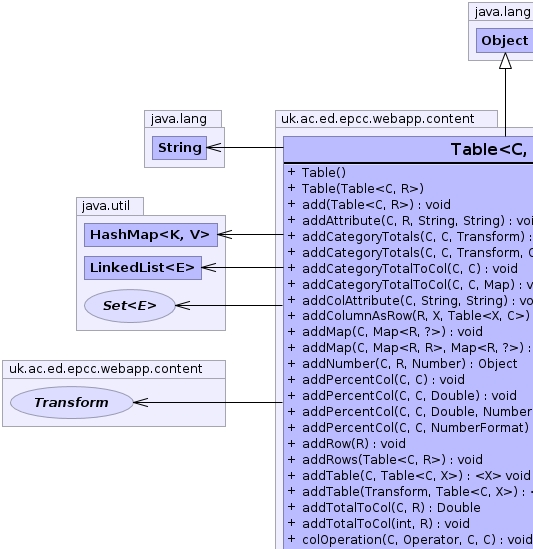 java.lang
Object
java.lang
String
uk.ac.ed.epcc.webapp.content
Table<C,
+ Table()
+ Table(Table<C, R>)
+ add(Table<C, R>) : void
+ addAttribute(C, R, String, String) : voi
+ addCategoryTotals(C, C, Transform) :
+ addCategoryTotals(C, C, Transform, C
+ addCategoryTotalToCol(C, C) : void
+ addCategoryTotalToCol(C, C, Map) : v
+ addColAttribute(C, String, String) : vo
+ addColumnAsRow(R, X, Table<X, C>)
+ addMap(C, Map<R, ?>) : void
+ addMap(C, Map<R, R>, Map<R, ?>) :
+ addNumber(C, R, Number) : Object
+ addPercentCol(C, C) : void
+ addPercentCol(C, C, Double) : void
+ addPercentCol(C, C, Double, Number
+ addPercentCol(C, C, NumberFormat)
+ addRow(R) : void
+ addRows(Table<C, R>) : void
+ addTable(C, Table<C, X>) : <X> void
+ addTable(Transform, Table<C, X>) : <
+ addTotalToCol(C, R) : Double
+ addTotalToCol(int, R) : void
+ colOperation(C, Operator, C, C) : void
java.util
HashMap<K, V>
LinkedList<E>
Set<E>
uk.ac.ed.epcc.webapp.content
Transform